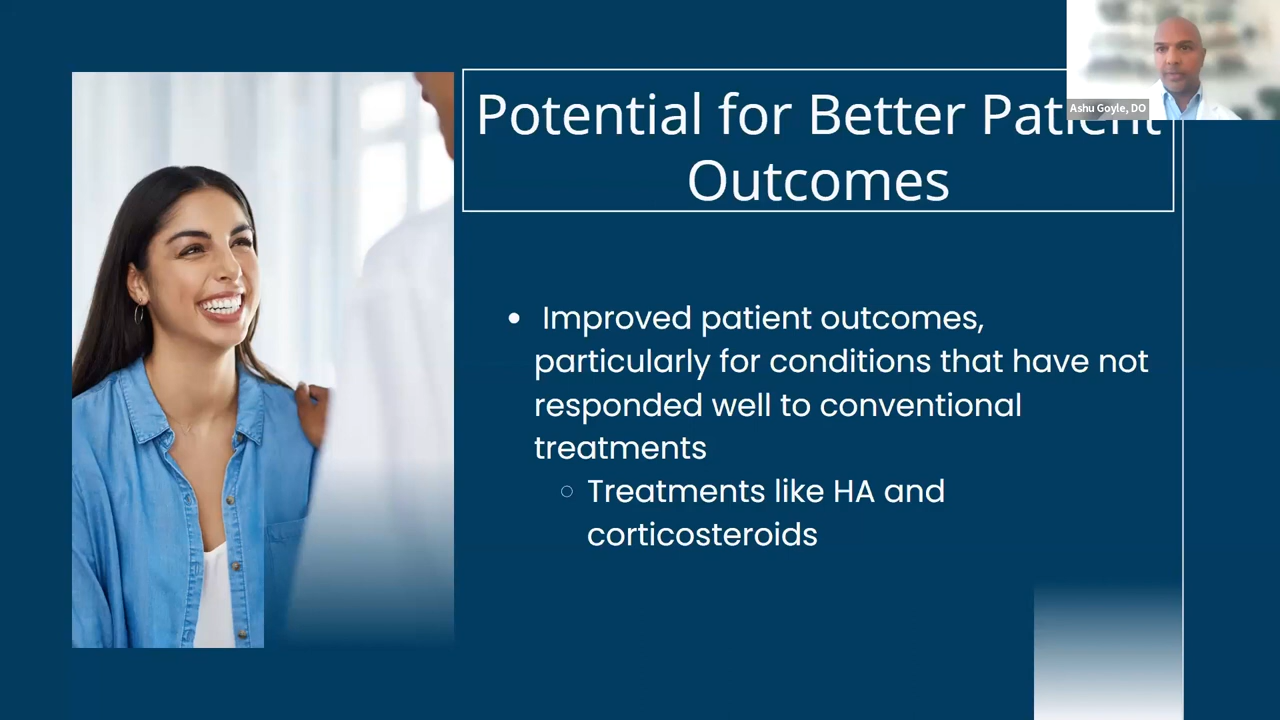 Ashu Goyle, DO
Potential for Better Patient
Outcomes
• Improved patient outcomes,
particularly for conditions that have not
responded well to conventional
treatments
○ Treatments like HA and
corticosteroids